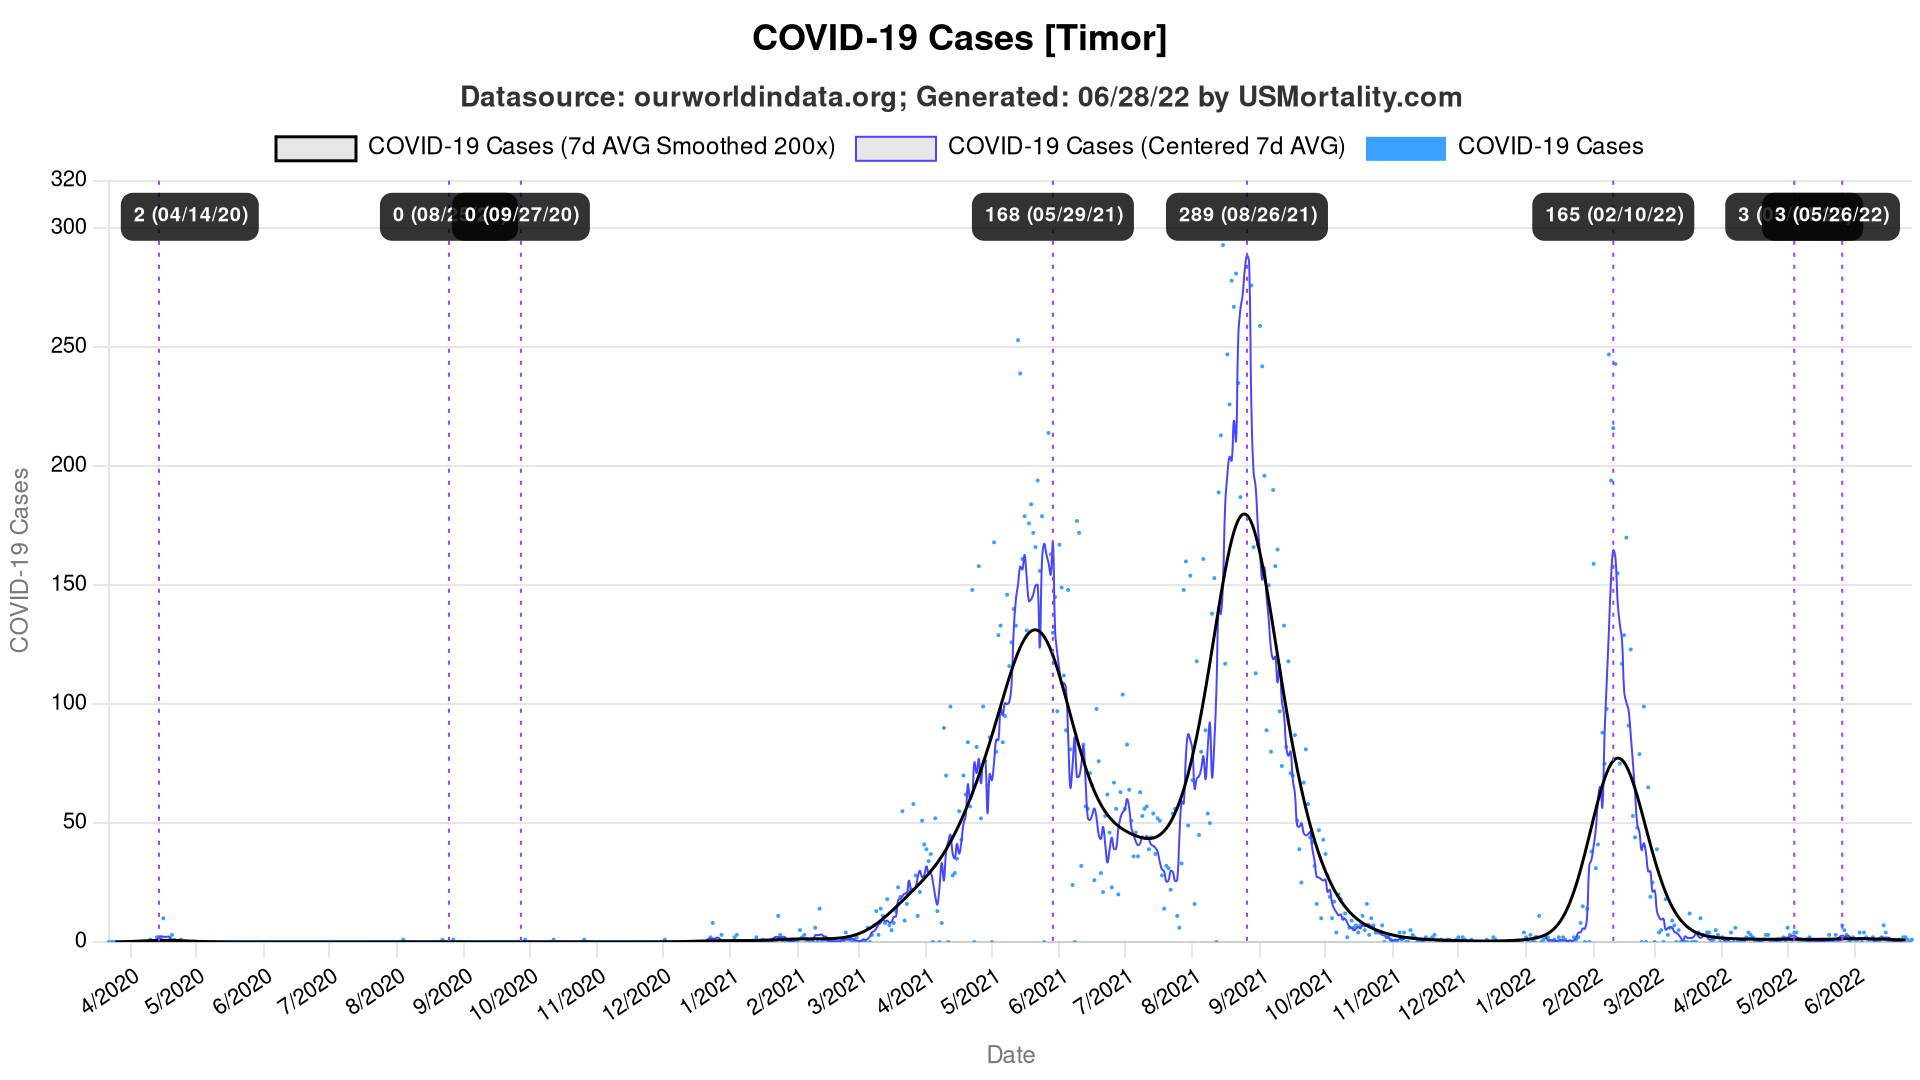 COVID-19 Cases [Timor]
Datasource: ourworldindata.org; Generated: 06/28/22 by USMortality.com
COVID-19 Cases (7d AVG Smoothed 200x) COVID-19 Cases (Centered 7d AVG) COVID-19 Cases
320
300
250
200
150
100
50
0
COVID-19 Cases
2 (04/14/20) 0 (08/2 0 (09/27/20) 168 (05/29/21) 289 (08/26/21) 165 (02/10/22) 3 ( 3 (05/26/22)
4/2020 5/2020 6/2020 7/2020 8/2020 9/2020 10/2020 11/2020 12/2020 1/2021 2/2021 3/2021 4/2021 5/2021 6/2021 7/2021 8/2021 9/2021 10/2021 11/2021 12/2021 1/2022 2/2022 3/2022 4/2022 5/2022 6/2022
Date